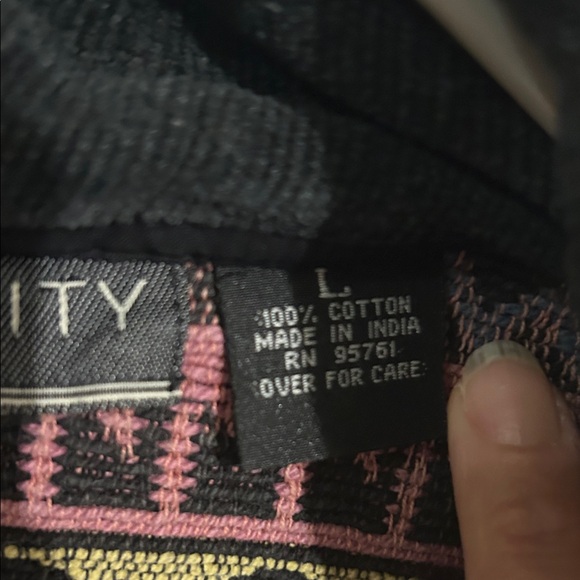 ITY
L
100% COTTON
MADE IN INDIA
RN 95761
OVER FOR CARE